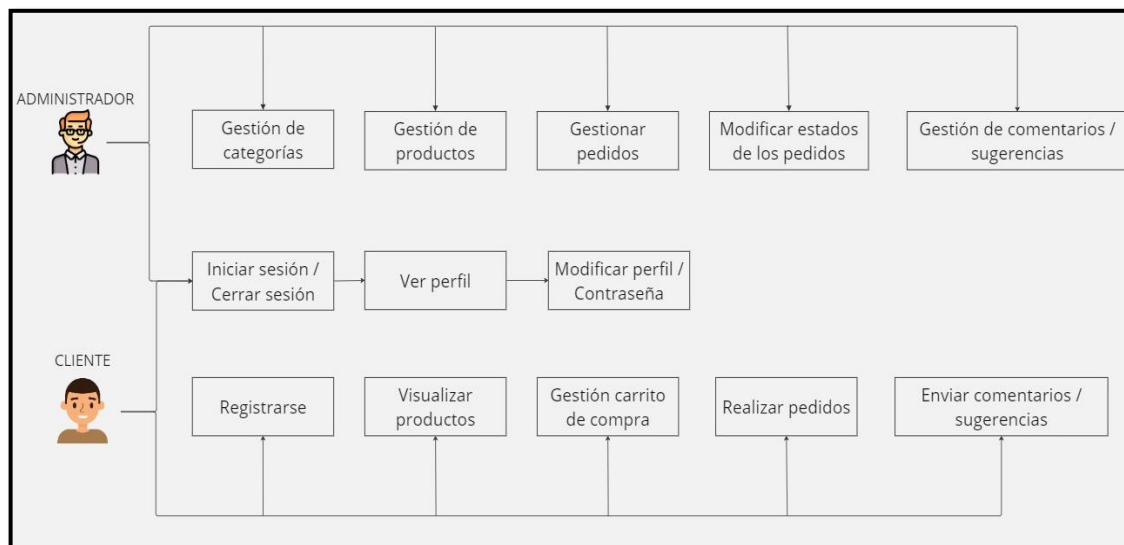 ADMINISTRADOR
Gestión de
categorías
Gestión de
productos
Gestionar
pedidos
Modificar estados
de los pedidos
Gestión de comentarios /
sugerencias
Iniciar sesión /
Cerrar sesión
Ver perfil
Modificar perfil /
Contraseña
CLIENTE
Registrarse
Visualizar
productos
Gestión carrito
de compra
Realizar pedidos
Enviar comentarios /
sugerencias